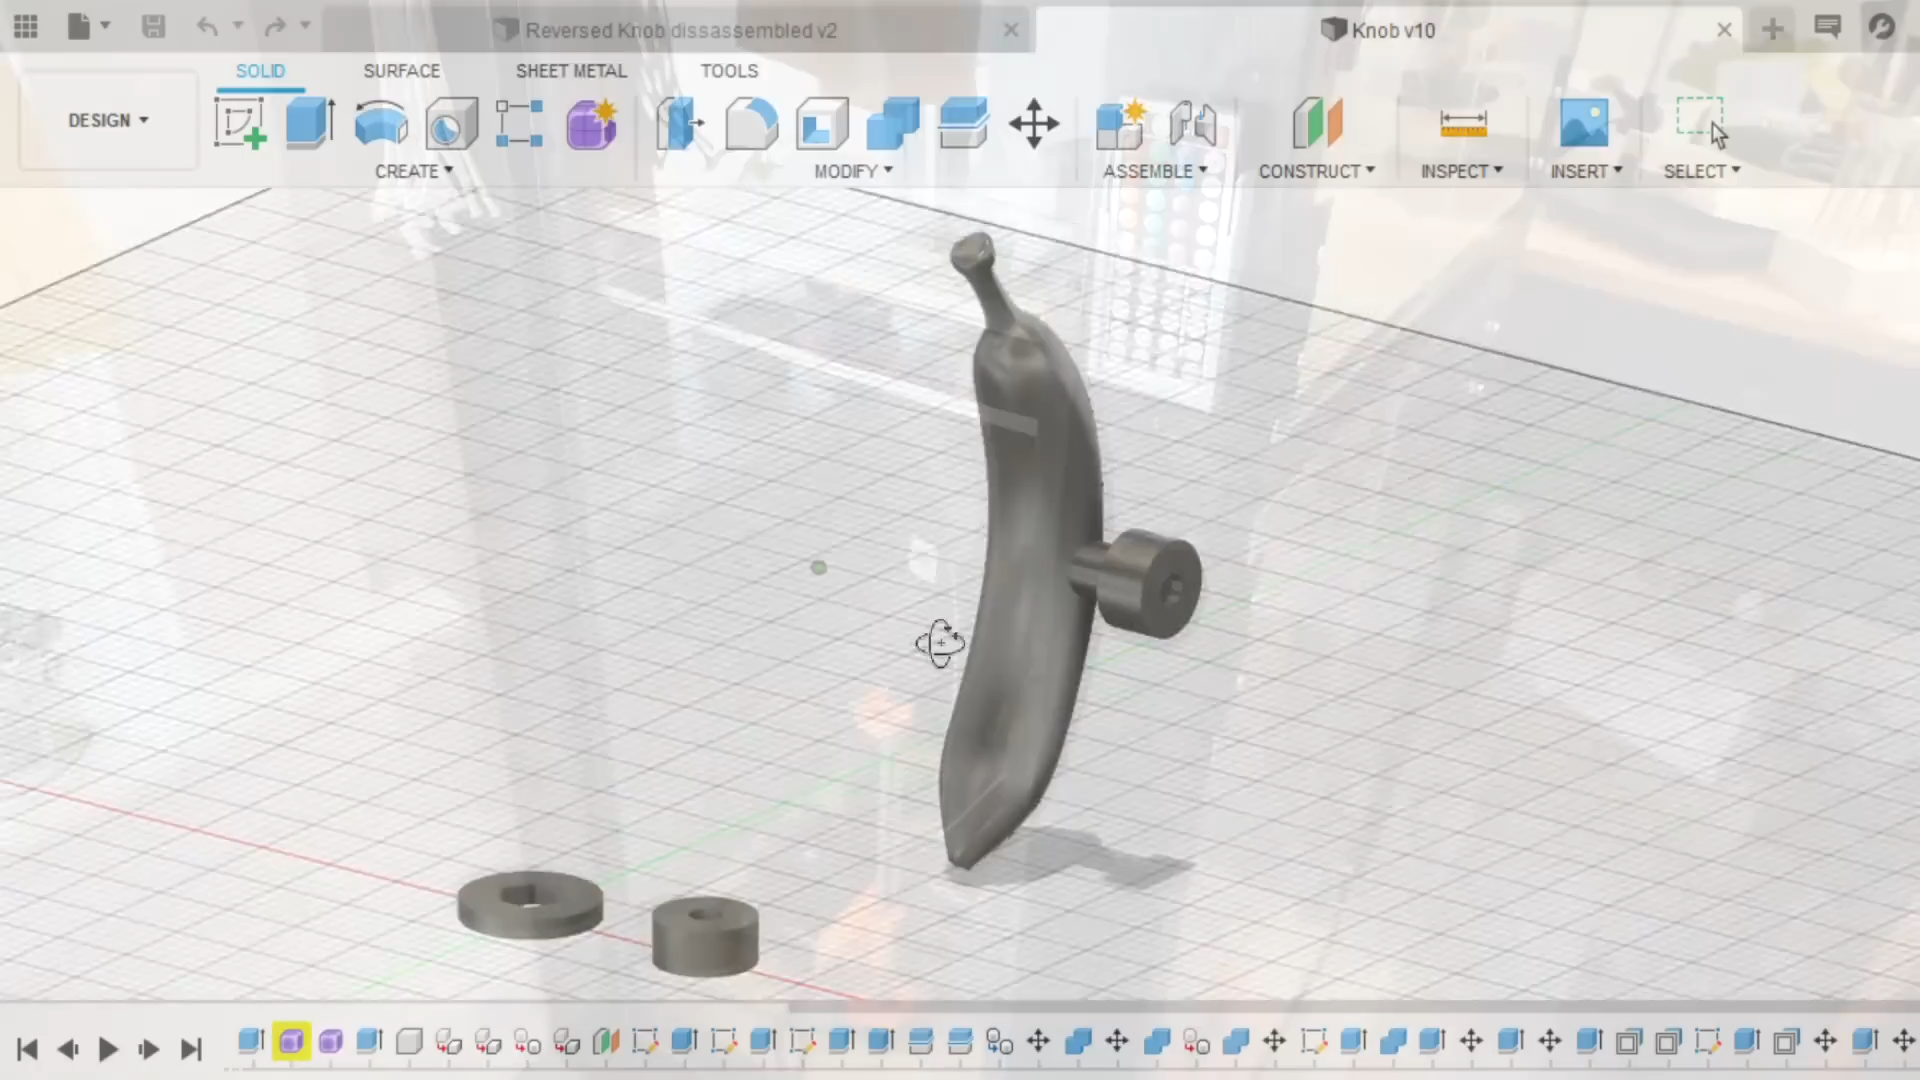 Reversed Knob dissassembled v2
Knob v10
SOLID SURFACE SHEET METAL TOOLS
DESIGN
CREATE MODIFY ASSEMBLE CONSTRUCT INSPECT INSERT SELECT